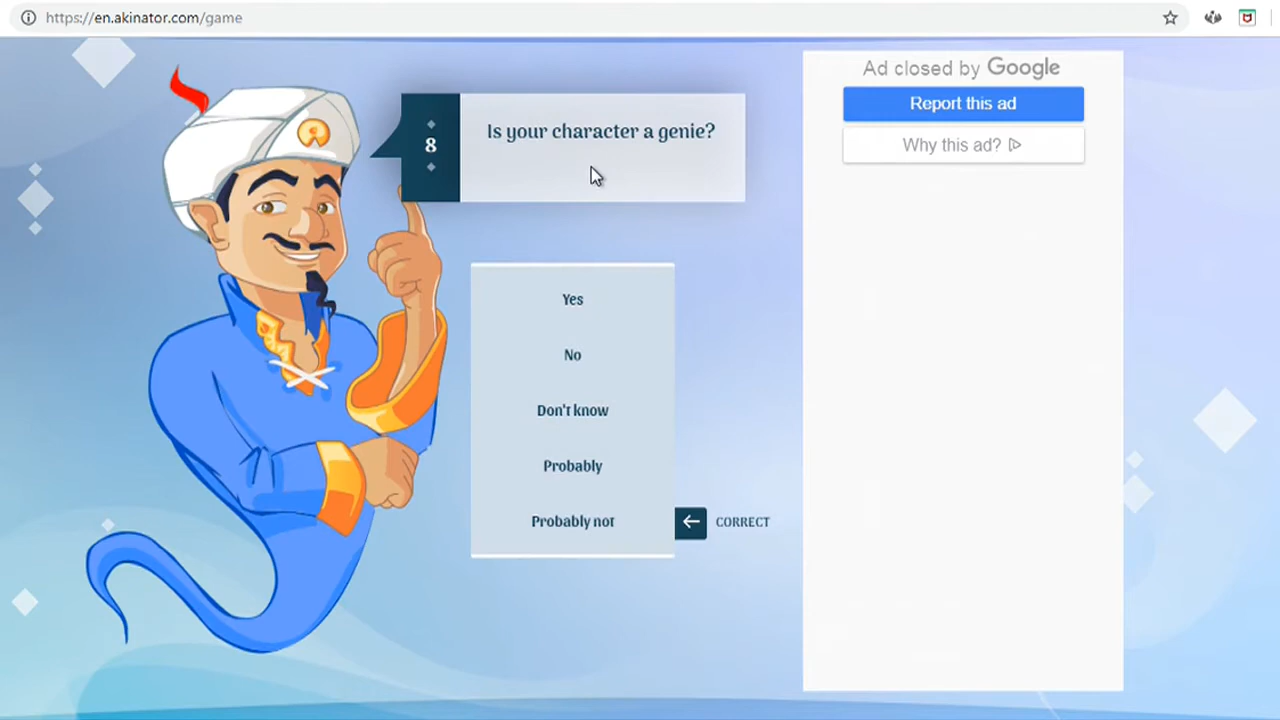 https://en.akinator.com/game
8
Is your character a genie?
Yes
No
Don't know
Probably
Probably not
CORRECT
Ad closed by Google
Report this ad
Why this ad?